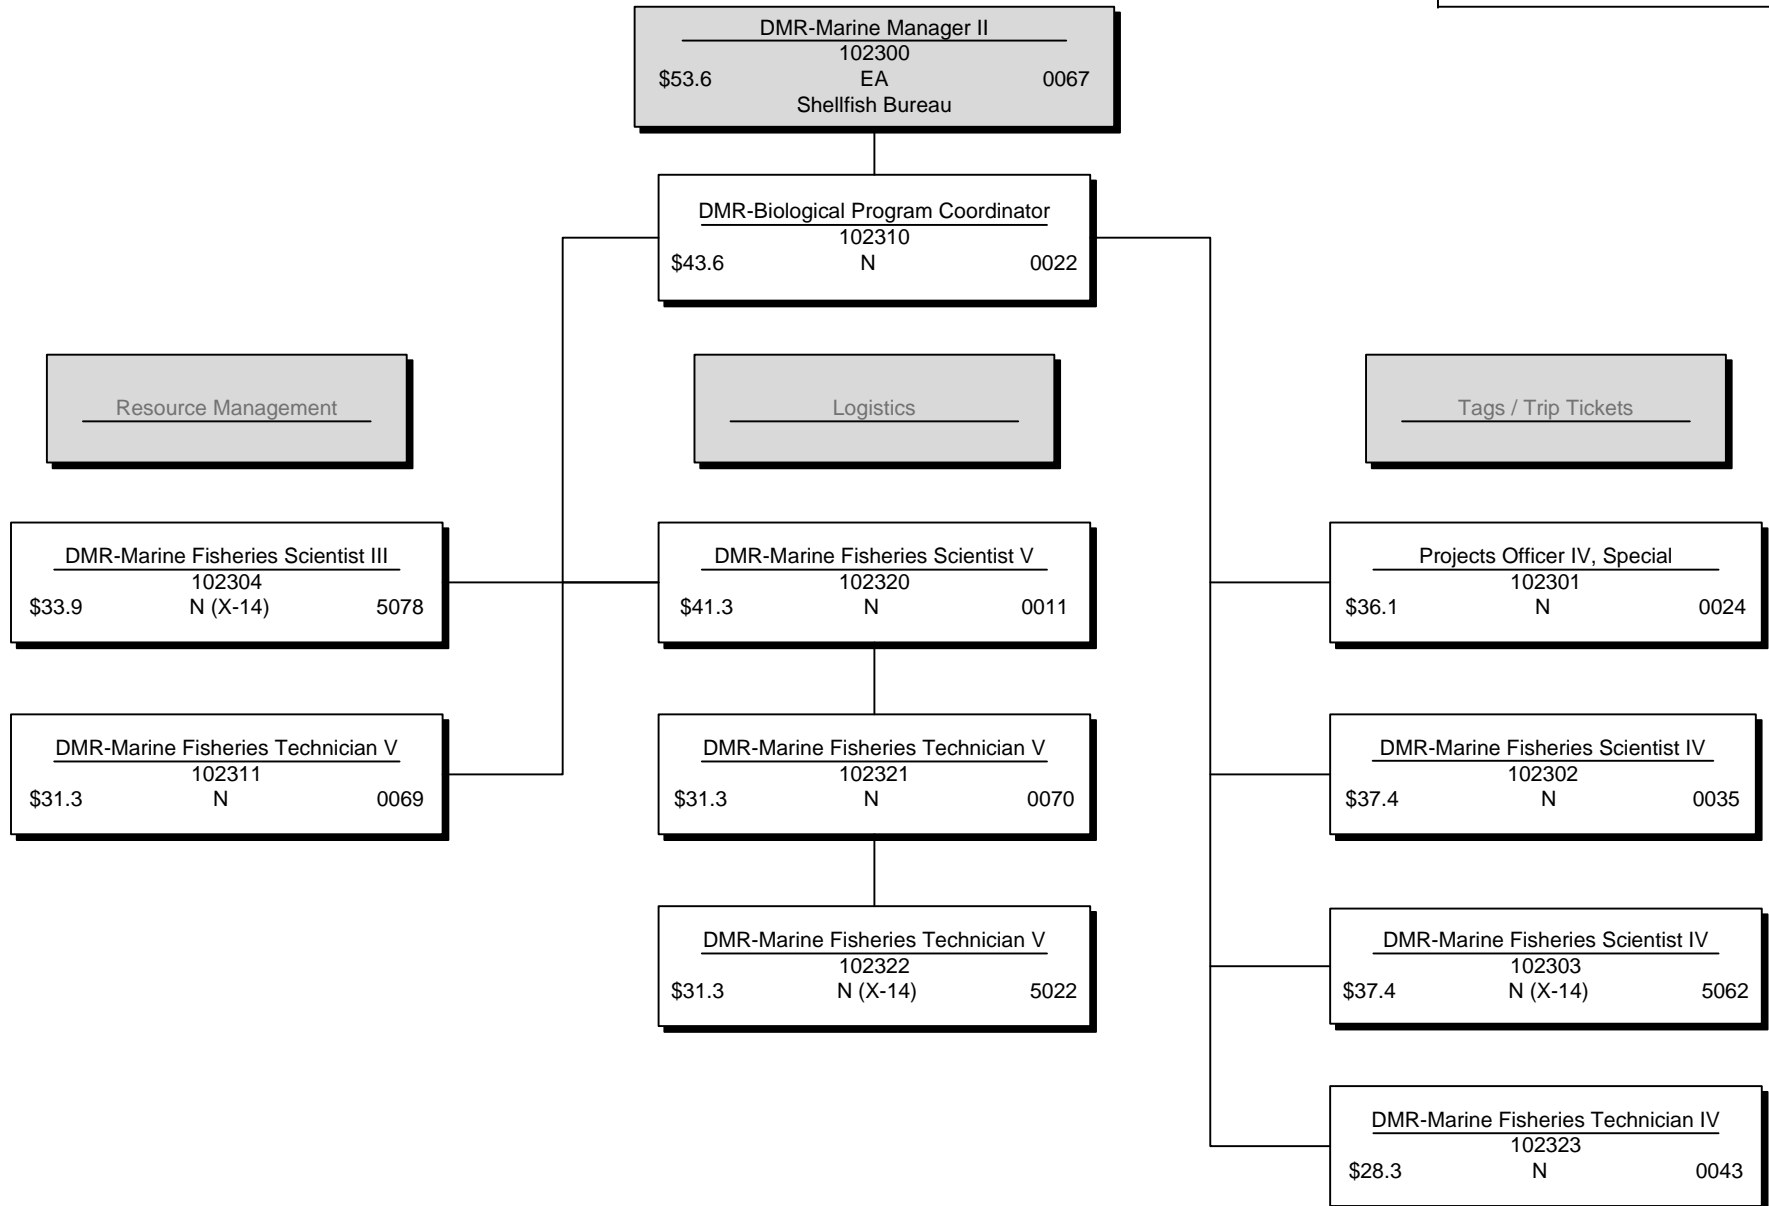 DMR-Marine Manager II
102300
$53.6 EA 0067
Shellfish Bureau
DMR-Biological Program Coordinator
102310
$43.6 N 0022
Resource Management
Logistics
Tags / Trip Tickets
DMR-Marine Fisheries Scientist III
102304
$33.9 N (X-14) 5078
DMR-Marine Fisheries Scientist V
102320
$41.3 N 0011
Projects Officer IV, Special
102301
$36.1 N 0024
DMR-Marine Fisheries Technician V
102311
$31.3 N 0069
DMR-Marine Fisheries Technician V
102321
$31.3 N 0070
DMR-Marine Fisheries Scientist IV
102302
$37.4 N 0035
DMR-Marine Fisheries Technician V
102322
$31.3 N (X-14) 5022
DMR-Marine Fisheries Scientist IV
102303
$37.4 N (X-14) 5062
DMR-Marine Fisheries Technician IV
102323
$28.3 N 0043